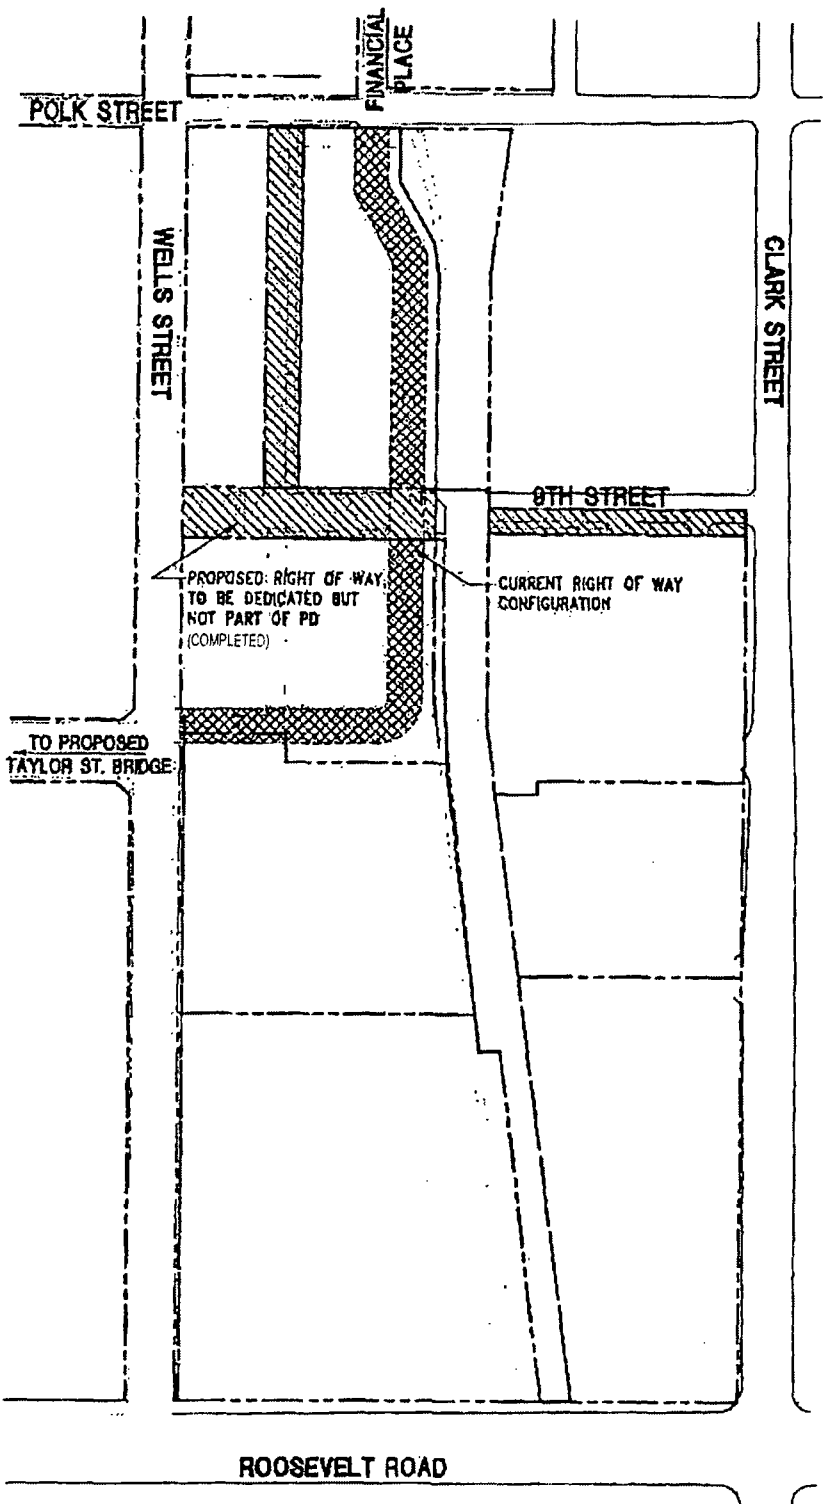 FINANCIAL
PLACE
POLK STREET
WELLS STREET
CLARK STREET
9TH STREET
PROPOSED RIGHT OF WAY
TO BE DEDICATED BUT
NOT PART OF PD
(COMPLETED)
CURRENT RIGHT OF WAY
CONFIGURATION
TO PROPOSED
TAYLOR ST. BRIDGE
ROOSEVELT ROAD